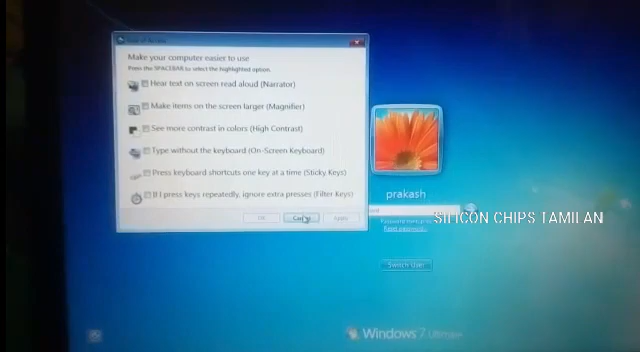 Ease of Access
Make your computer easier to use
Press the SPACEBAR to select the highlighted option.
Hear text on screen read aloud (Narrator)
Make items on the screen larger (Magnifier)
See more contrast in colors (High Contrast)
Type without the keyboard (On-Screen Keyboard)
Press keyboard shortcuts one key at a time (Sticky Keys)
If I press keys repeatedly, ignore extra presses (Filter Keys)
OK
Cancel
Apply
prakash
SILICON CHIPS TAMILAN
Reset password...
Switch User
Windows 7 Ultimate